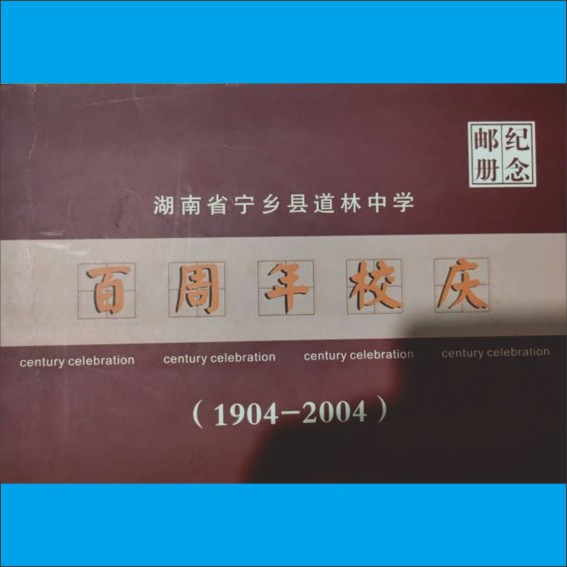 纪念
邮册
湖南省宁乡县道林中学
百周年校庆
century celebration century celebration century celebration century celebration
（1904-2004）